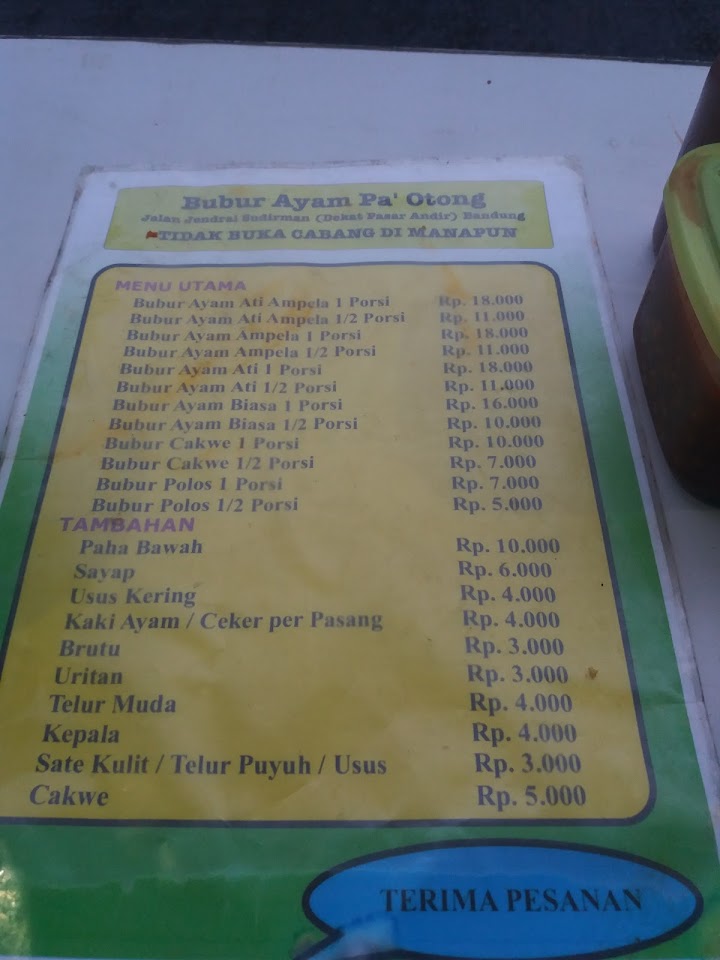 Bubur Ayam Pa' Otong
Jalan Jendral Sudirman (Dekat Pasar Andir) Bandung
*TIDAK BUKA CABANG DI MANAPUN
MENU UTAMA
Bubur Ayam Ati Ampela 1 Porsi Rp. 18.000
Bubur Ayam Ati Ampela 1/2 Porsi Rp. 11.000
Bubur Ayam Ampela 1 Porsi Rp. 18.000
Bubur Ayam Ampela 1/2 Porsi Rp. 11.000
Bubur Ayam Ati 1 Porsi Rp. 18.000
Bubur Ayam Ati 1/2 Porsi Rp. 11.000
Bubur Ayam Biasa 1 Porsi Rp. 16.000
Bubur Ayam Biasa 1/2 Porsi Rp. 10.000
Bubur Cakwe 1 Porsi Rp. 10.000
Bubur Cakwe 1/2 Porsi Rp. 7.000
Bubur Polos 1 Porsi Rp. 7.000
Bubur Polos 1/2 Porsi Rp. 5.000
TAMBAHAN
Paha Bawah Rp. 10.000
Sayap Rp. 6.000
Usus Kering Rp. 4.000
Kaki Ayam / Ceker per Pasang Rp. 4.000
Brutu Rp. 3.000
Uritan Rp. 3.000
Telur Muda Rp. 4.000
Kepala Rp. 4.000
Sate Kulit / Telur Puyuh / Usus Rp. 3.000
Cakwe Rp. 5.000
TERIMA PESANAN